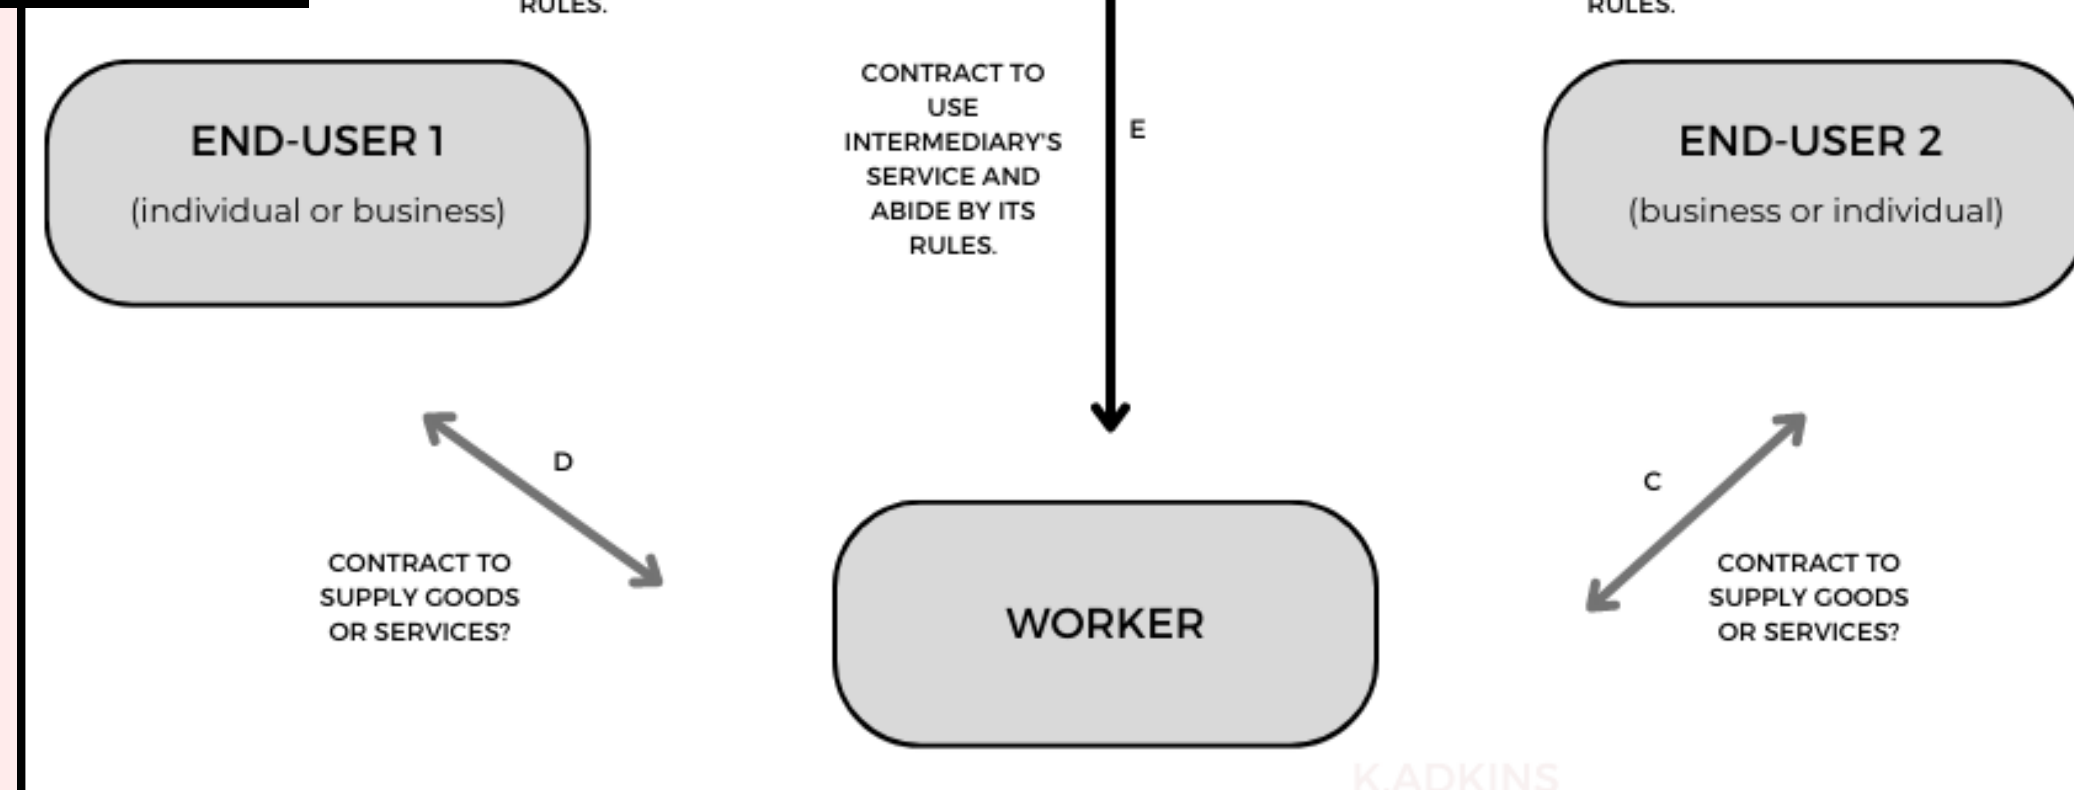 RULES.
RULES.
CONTRACT TO
USE
INTERMEDIARY'S
SERVICE AND
ABIDE BY ITS
RULES.
E
END-USER 1
(individual or business)
END-USER 2
(business or individual)
D
CONTRACT TO
SUPPLY GOODS
OR SERVICES?
C
CONTRACT TO
SUPPLY GOODS
OR SERVICES?
WORKER
K.ADKINS